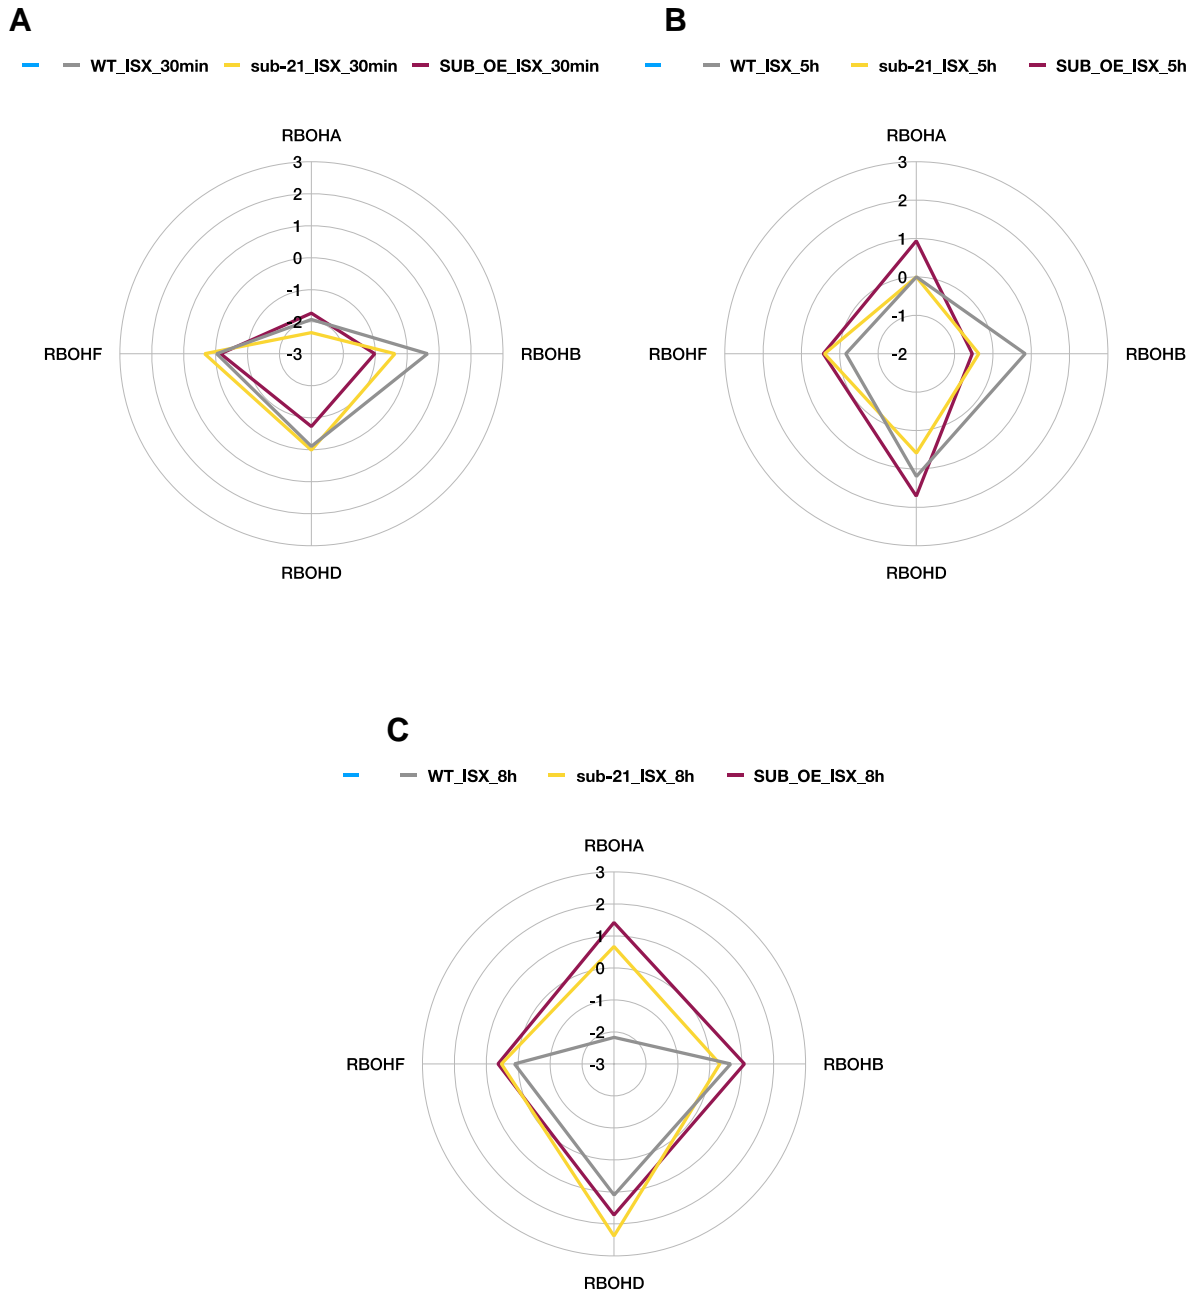 A
WT_ISX_30min sub-21_ISX_30min SUB_OE_ISX_30min
RBOHA
3
2
1
0
-1
-2
-3
RBOHF
RBOHB
RBOHD
B
WT_ISX_5h sub-21_ISX_5h SUB_OE_ISX_5h
RBOHA
3
2
1
0
-1
-2
RBOHF
RBOHB
RBOHD
C
WT_ISX_8h sub-21_ISX_8h SUB_OE_ISX_8h
RBOHA
3
2
1
0
-1
-2
-3
RBOHF
RBOHB
RBOHD